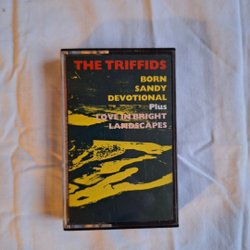 THE TRIFFIDS
BORN
SANDY
DEVOTIONAL
Plus
LOVE IN BRIGHT
LANDSCAPES